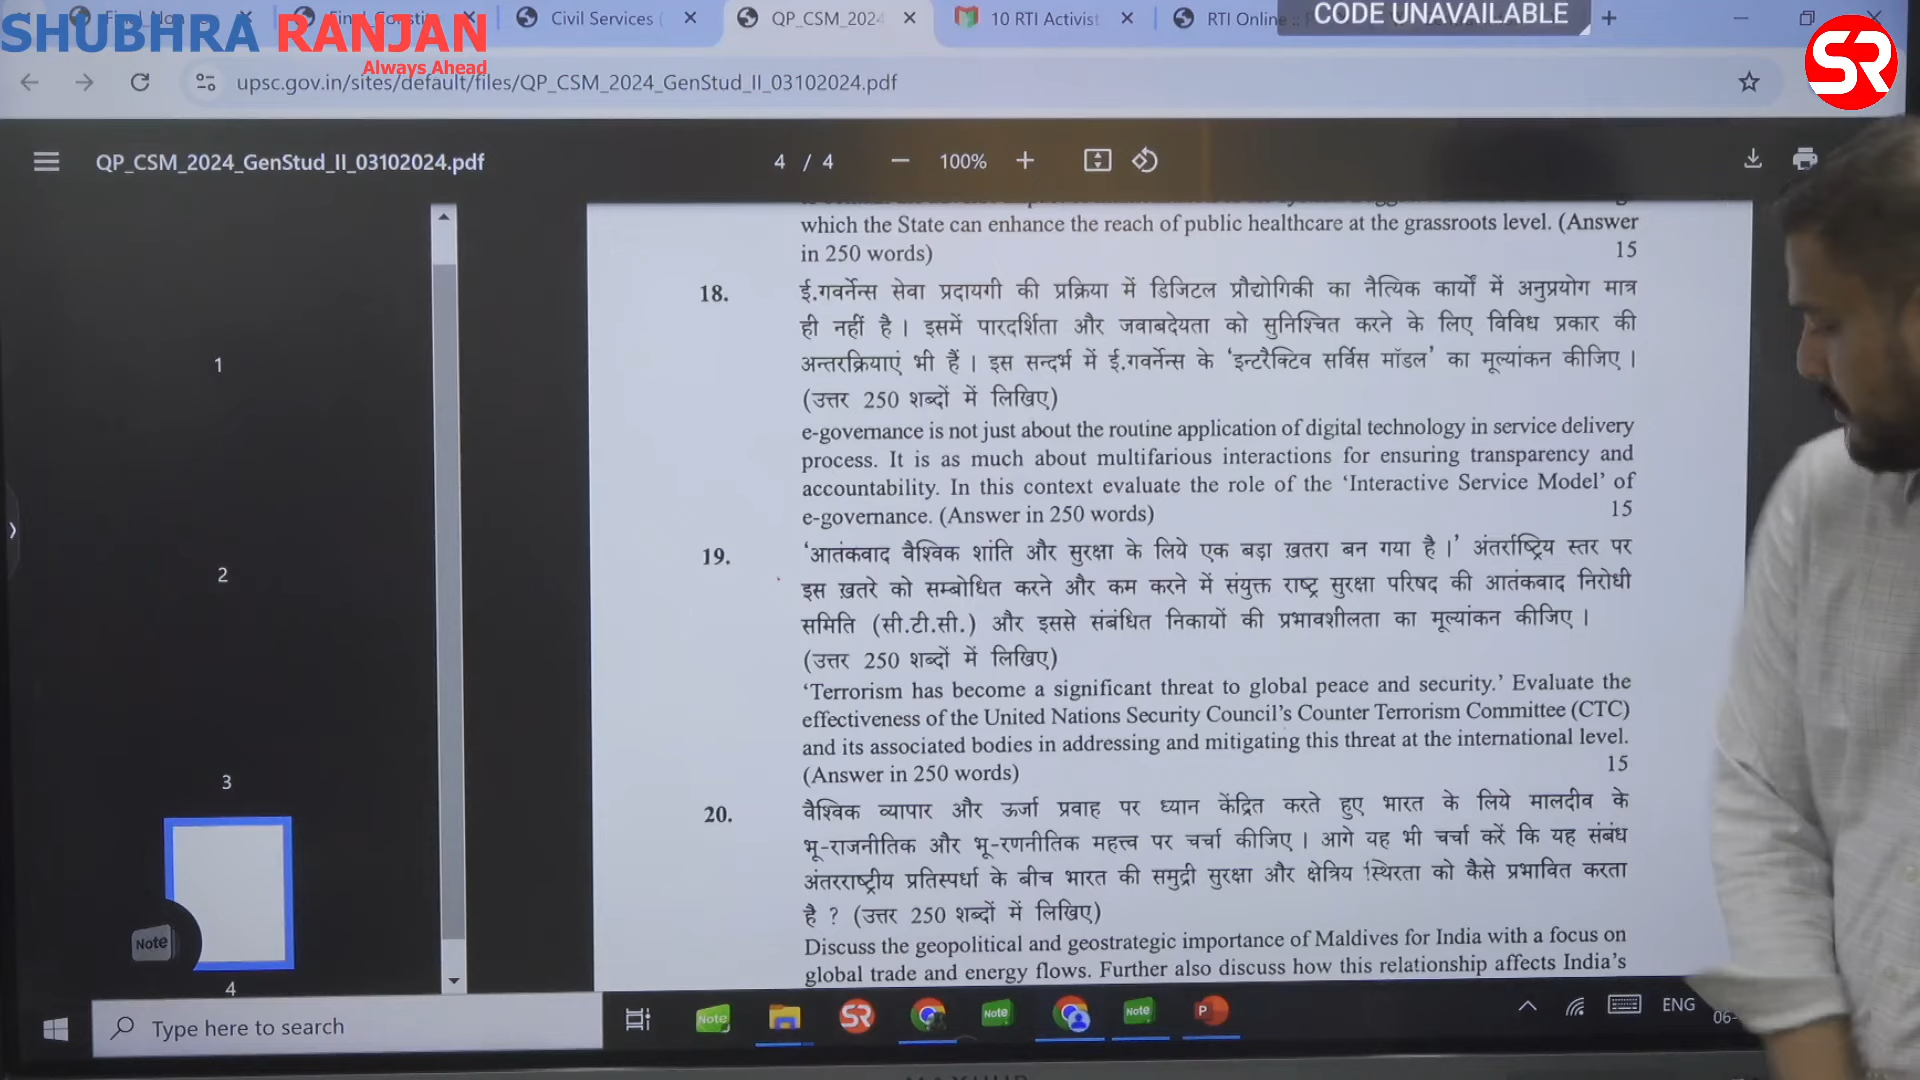 SHUBHRA RANJAN
Always Ahead
Civil Services (
QP_CSM_2024
10 RTI Activist
RTI Online ::
CODE UNAVAILABLE
SR
upsc.gov.in/sites/default/files/QP_CSM_2024_GenStud_II_03102024.pdf
QP_CSM_2024_GenStud_II_03102024.pdf
4 / 4
100%
1
2
3
4
which the State can enhance the reach of public healthcare at the grassroots level. (Answer
in 250 words) 15
18. ई.गवर्नेन्स सेवा प्रदायगी की प्रक्रिया में डिजिटल प्रौद्योगिकी का नैत्यिक कार्यों में अनुप्रयोग मात्र
ही नहीं है । इसमें पारदर्शिता और जवाबदेयता को सुनिश्चित करने के लिए विविध प्रकार की
अन्तरक्रियाएं भी हैं । इस सन्दर्भ में ई.गवर्नेन्स के ‘इन्टरैक्टिव सर्विस मॉडल’ का मूल्यांकन कीजिए ।
(उत्तर 250 शब्दों में लिखिए)
e-governance is not just about the routine application of digital technology in service delivery
process. It is as much about multifarious interactions for ensuring transparency and
accountability. In this context evaluate the role of the ‘Interactive Service Model’ of
e-governance. (Answer in 250 words) 15
19. ‘आतंकवाद वैश्विक शांति और सुरक्षा के लिये एक बड़ा ख़तरा बन गया है ।’ अंतर्राष्ट्रिय स्तर पर
इस ख़तरे को सम्बोधित करने और कम करने में संयुक्त राष्ट्र सुरक्षा परिषद की आतंकवाद निरोधी
समिति (सी.टी.सी.) और इससे संबंधित निकायों की प्रभावशीलता का मूल्यांकन कीजिए ।
(उत्तर 250 शब्दों में लिखिए)
‘Terrorism has become a significant threat to global peace and security.’ Evaluate the
effectiveness of the United Nations Security Council’s Counter Terrorism Committee (CTC)
and its associated bodies in addressing and mitigating this threat at the international level.
(Answer in 250 words) 15
20. वैश्विक व्यापार और ऊर्जा प्रवाह पर ध्यान केंद्रित करते हुए भारत के लिये मालदीव के
भू-राजनीतिक और भू-रणनीतिक महत्त्व पर चर्चा कीजिए । आगे यह भी चर्चा करें कि यह संबंध
अंतरराष्ट्रीय प्रतिस्पर्धा के बीच भारत की समुद्री सुरक्षा और क्षेत्रिय स्थिरता को कैसे प्रभावित करता
है ? (उत्तर 250 शब्दों में लिखिए)
Discuss the geopolitical and geostrategic importance of Maldives for India with a focus on
global trade and energy flows. Further also discuss how this relationship affects India’s
Note
Type here to search
Note
SR
Note
Note
P
ENG